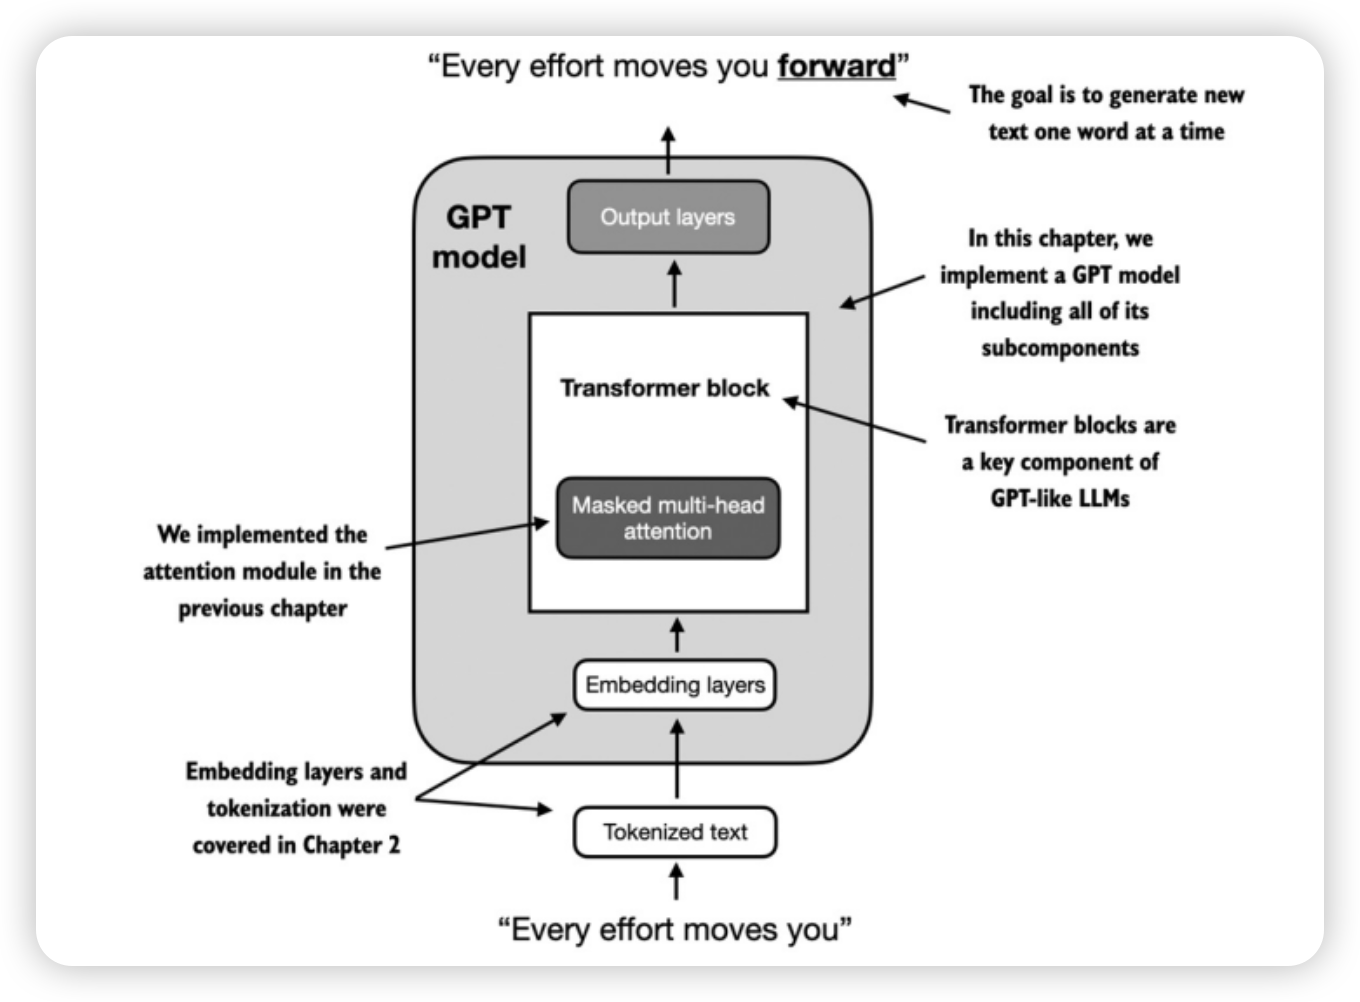 “Every effort moves you forward”
The goal is to generate new
text one word at a time
GPT
model
Output layers
In this chapter, we
implement a GPT model
including all of its
subcomponents
Transformer block
Transformer blocks are
a key component of
GPT-like LLMs
Masked multi-head
attention
We implemented the
attention module in the
previous chapter
Embedding layers
Embedding layers and
tokenization were
covered in Chapter 2
Tokenized text
“Every effort moves you”